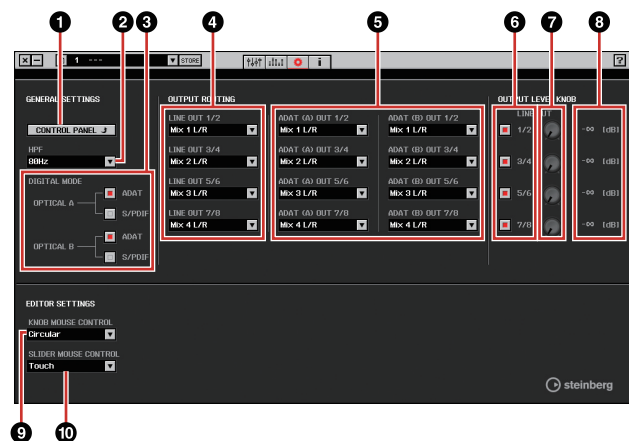 1 2 3 4 5 6 7 8
1 --- STORE i ?
GENERAL SETTINGS
CONTROL PANEL
HPF
80Hz
DIGITAL MODE
OPTICAL A
ADAT
S/PDIF
OPTICAL B
ADAT
S/PDIF
OUTPUT ROUTING
LINE OUT 1/2
Mix 1 L/R
LINE OUT 3/4
Mix 2 L/R
LINE OUT 5/6
Mix 3 L/R
LINE OUT 7/8
Mix 4 L/R
ADAT (A) OUT 1/2
Mix 1 L/R
ADAT (A) OUT 3/4
Mix 2 L/R
ADAT (A) OUT 5/6
Mix 3 L/R
ADAT (A) OUT 7/8
Mix 4 L/R
ADAT (B) OUT 1/2
Mix 1 L/R
ADAT (B) OUT 3/4
Mix 2 L/R
ADAT (B) OUT 5/6
Mix 3 L/R
ADAT (B) OUT 7/8
Mix 4 L/R
OUTPUT LEVEL KNOB
LINE OUT
1/2 -∞ [dB]
3/4 -∞ [dB]
5/6 -∞ [dB]
7/8 -∞ [dB]
EDITOR SETTINGS
KNOB MOUSE CONTROL
Circular
SLIDER MOUSE CONTROL
Touch
steinberg
9 10